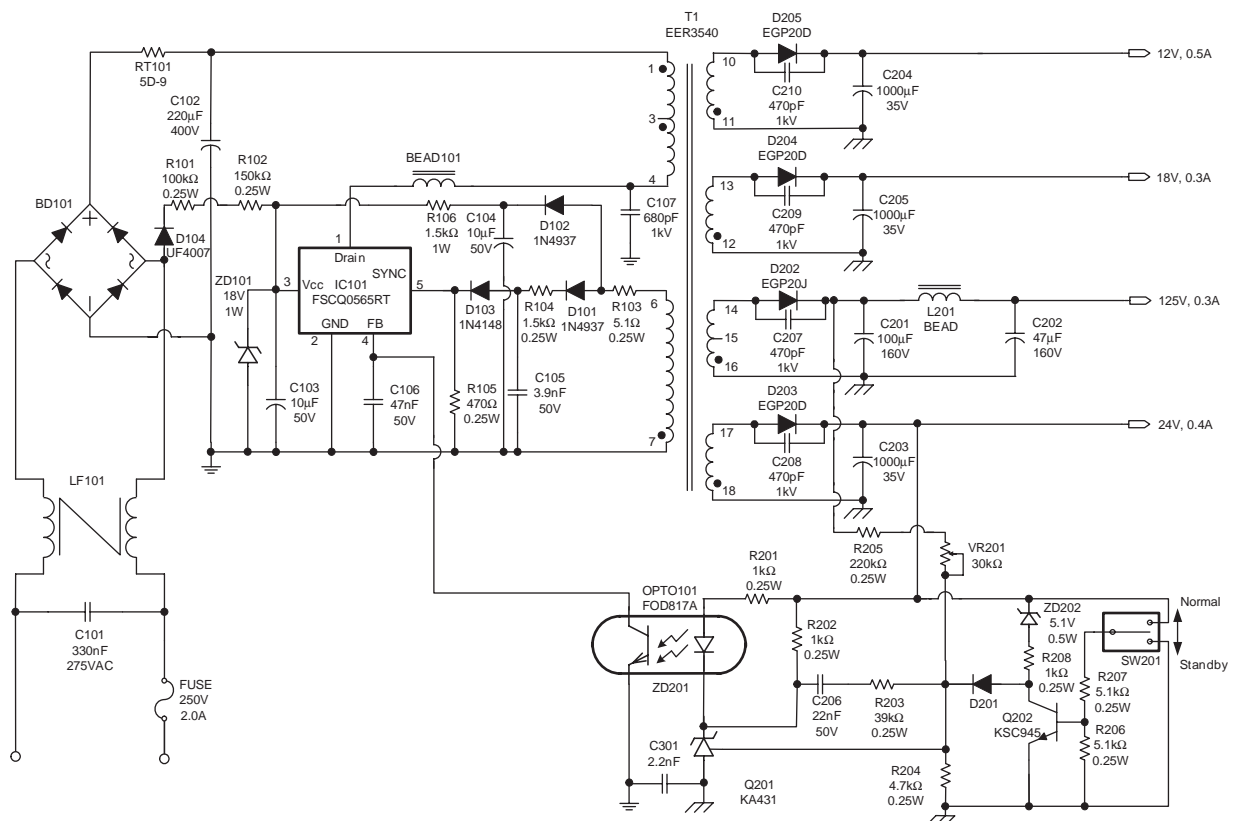 T1
EER3540
D205
EGP20D
RT101
5D-9
1
10
12V, 0.5A
C204
1000µF
35V
C102
220µF
400V
C210
470pF
1kV
3
11
R101
100kΩ
0.25W
R102
150kΩ
0.25W
BEAD101
D204
EGP20D
4
13
18V, 0.3A
BD101
+
~
~
D104
UF4007
R106
1.5kΩ
1W
C104
10µF
50V
D102
1N4937
C107
680pF
1kV
C209
470pF
1kV
C205
1000µF
35V
12
1
Drain
SYNC
3
Vcc
IC101
FSCQ0565RT
5
GND
FB
2
4
ZD101
18V
1W
D103
1N4148
R104
1.5kΩ
0.25W
D101
1N4937
R103
5.1Ω
0.25W
6
D202
EGP20J
14
15
16
C207
470pF
1kV
C201
100µF
160V
L201
BEAD
C202
47µF
160V
125V, 0.3A
C103
10µF
50V
C106
47nF
50V
R105
470Ω
0.25W
C105
3.9nF
50V
7
D203
EGP20D
17
24V, 0.4A
C208
470pF
1kV
C203
1000µF
35V
18
LF101
R205
220kΩ
0.25W
VR201
30kΩ
R201
1kΩ
0.25W
OPTO101
FOD817A
C101
330nF
275VAC
R202
1kΩ
0.25W
ZD202
5.1V
0.5W
Normal
SW201
Standby
R208
1kΩ
0.25W
FUSE
250V
2.0A
ZD201
C206
22nF
50V
R203
39kΩ
0.25W
D201
R207
5.1kΩ
0.25W
Q202
KSC945
R206
5.1kΩ
0.25W
C301
2.2nF
Q201
KA431
R204
4.7kΩ
0.25W